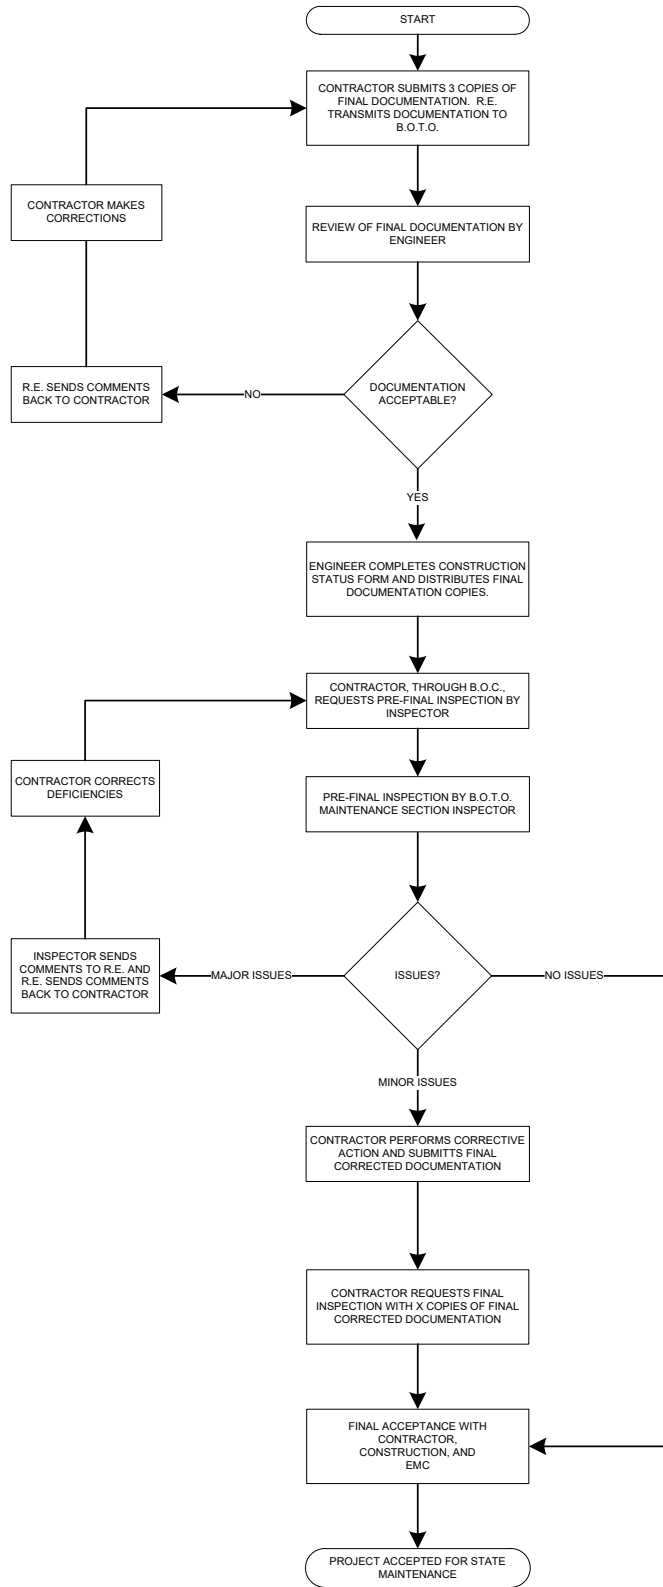 START
CONTRACTOR SUBMITS 3 COPIES OF
FINAL DOCUMENTATION.  R.E.
TRANSMITS DOCUMENTATION TO
B.O.T.O.
CONTRACTOR MAKES
CORRECTIONS
REVIEW OF FINAL DOCUMENTATION BY
ENGINEER
DOCUMENTATION
ACCEPTABLE?
NO
R.E. SENDS COMMENTS
BACK TO CONTRACTOR
YES
ENGINEER COMPLETES CONSTRUCTION
STATUS FORM AND DISTRIBUTES FINAL
DOCUMENTATION COPIES.
CONTRACTOR, THROUGH B.O.C.,
REQUESTS PRE-FINAL INSPECTION BY
INSPECTOR
CONTRACTOR CORRECTS
DEFICIENCIES
PRE-FINAL INSPECTION BY B.O.T.O.
MAINTENANCE SECTION INSPECTOR
INSPECTOR SENDS
COMMENTS TO R.E. AND
R.E. SENDS COMMENTS
BACK TO CONTRACTOR
MAJOR ISSUES
ISSUES?
NO ISSUES
MINOR ISSUES
CONTRACTOR PERFORMS CORRECTIVE
ACTION AND SUBMITTS FINAL
CORRECTED DOCUMENTATION
CONTRACTOR REQUESTS FINAL
INSPECTION WITH X COPIES OF FINAL
CORRECTED DOCUMENTATION
FINAL ACCEPTANCE WITH
CONTRACTOR,
CONSTRUCTION, AND
EMC
PROJECT ACCEPTED FOR STATE
MAINTENANCE